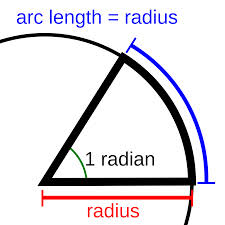 arc length = radius
1 radian
radius